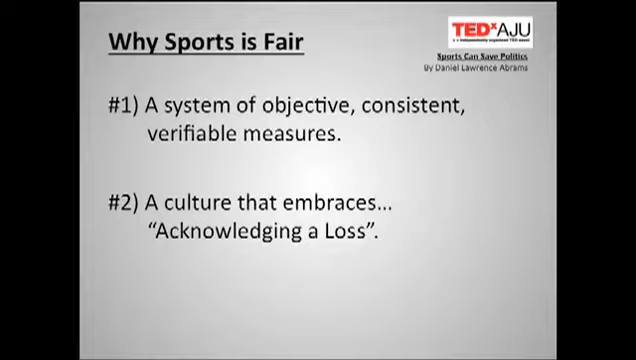 Why Sports is Fair
TEDxAJU
x = independently organized TED event
Sports Can Save Politics
By Daniel Lawrence Abrams
#1) A system of objective, consistent,
verifiable measures.
#2) A culture that embraces...
“Acknowledging a Loss”.